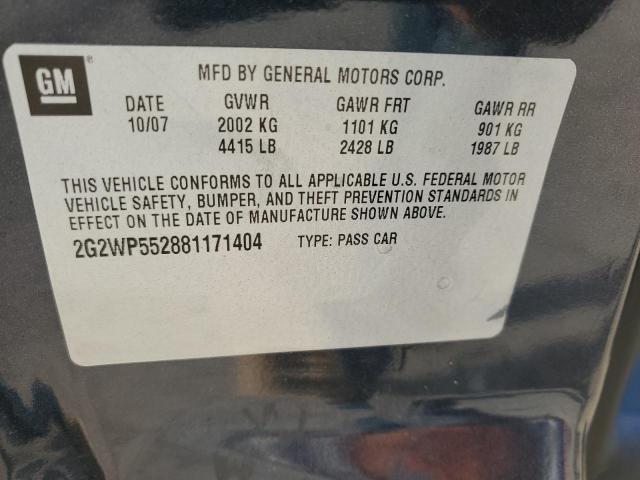 GM ®
MFD BY GENERAL MOTORS CORP.
DATE GVWR GAWR FRT GAWR RR
10/07 2002 KG 1101 KG 901 KG
4415 LB 2428 LB 1987 LB
THIS VEHICLE CONFORMS TO ALL APPLICABLE U.S. FEDERAL MOTOR
VEHICLE SAFETY, BUMPER, AND THEFT PREVENTION STANDARDS IN
EFFECT ON THE DATE OF MANUFACTURE SHOWN ABOVE.
2G2WP552881171404 TYPE: PASS CAR